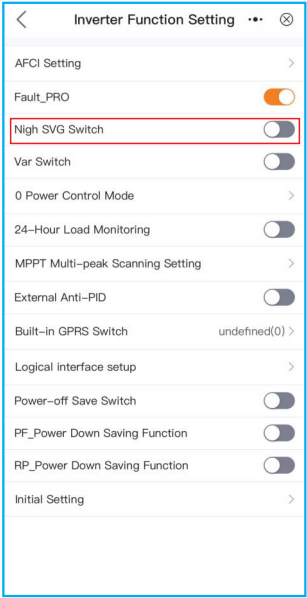 Inverter Function Setting
AFCI Setting
Fault_PRO
Nigh SVG Switch
Var Switch
0 Power Control Mode
24-Hour Load Monitoring
MPPT Multi-peak Scanning Setting
External Anti-PID
Built-in GPRS Switch undefined(0)
Logical interface setup
Power-off Save Switch
PF_Power Down Saving Function
RP_Power Down Saving Function
Initial Setting